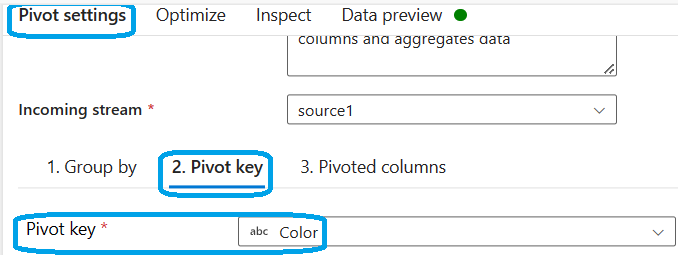 Pivot settings Optimize Inspect Data preview
columns and aggregates data
Incoming stream * source1
1. Group by 2. Pivot key 3. Pivoted columns
Pivot key * abc Color